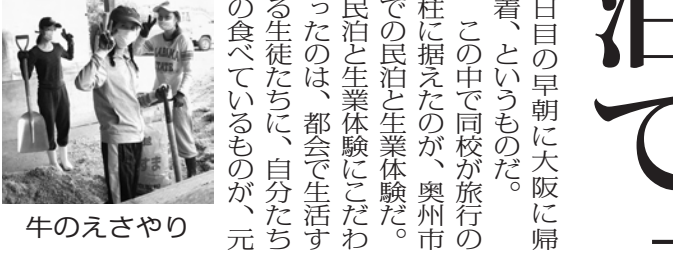 泊で
日目の早朝に大阪に帰
着、というものだ。
この中で同校が旅行の
柱に据えたのが、奥州市
での民泊と生業体験だ。
民泊と生業体験にこだわ
ったのは、都会で生活す
る生徒たちに、自分たち
の食べているものが、元
牛のえさやり